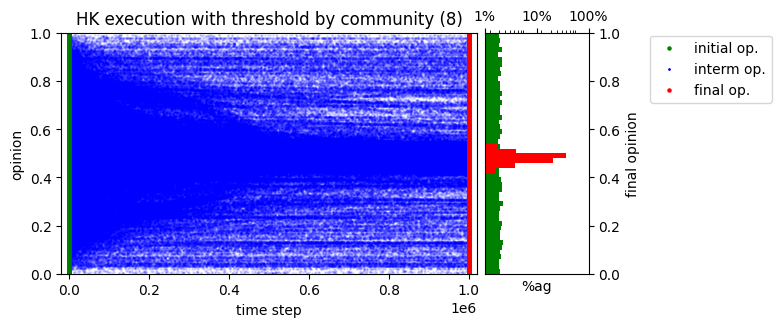 HK execution with threshold by community (8)
1% 10% 100%
initial op.
interm op.
final op.
opinion
1.0
0.8
0.6
0.4
0.2
0.0
1.0
0.8
0.6
0.4
0.2
0.0
final opinion
0.0 0.2 0.4 0.6 0.8 1.0
1e6
time step
%ag